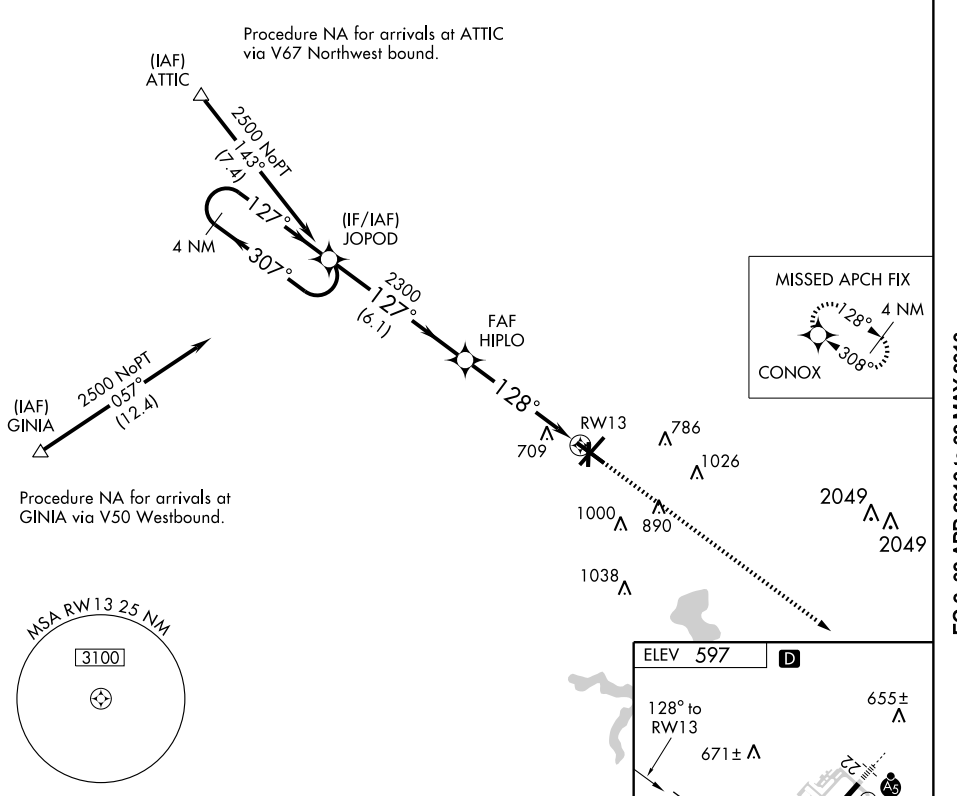 Procedure NA for arrivals at ATTIC
via V67 Northwest bound.
(IAF)
ATTIC
2500 NoPT
143°
(7.4)
127°
4 NM
307°
(IF/IAF)
JOPOD
2300
127°
(6.1)
FAF
HIPLO
128°
MISSED APCH FIX
128°
4 NM
308°
CONOX
2500 NoPT
057°
(12.4)
(IAF)
GINIA
RW13
709
786
1026
Procedure NA for arrivals at
GINIA via V50 Westbound.
1000
890
2049
2049
1038
MSA RW13 25 NM
3100
ELEV 597
D
128° to
RW13
655±
671±
22
A5